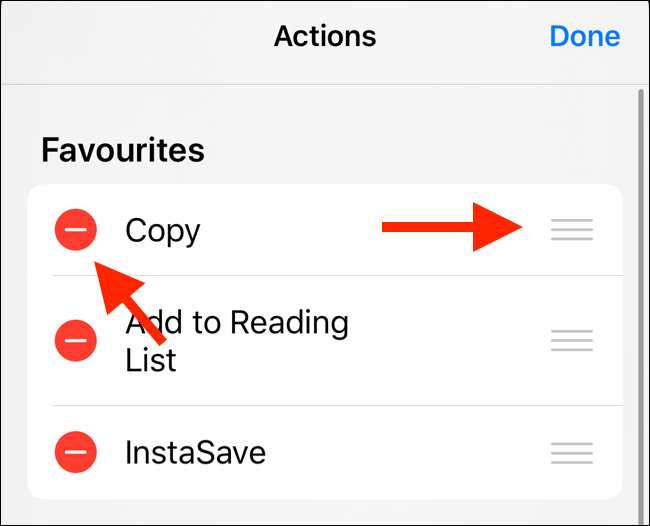 Actions
Done
Favourites
Copy
Add to Reading
List
InstaSave